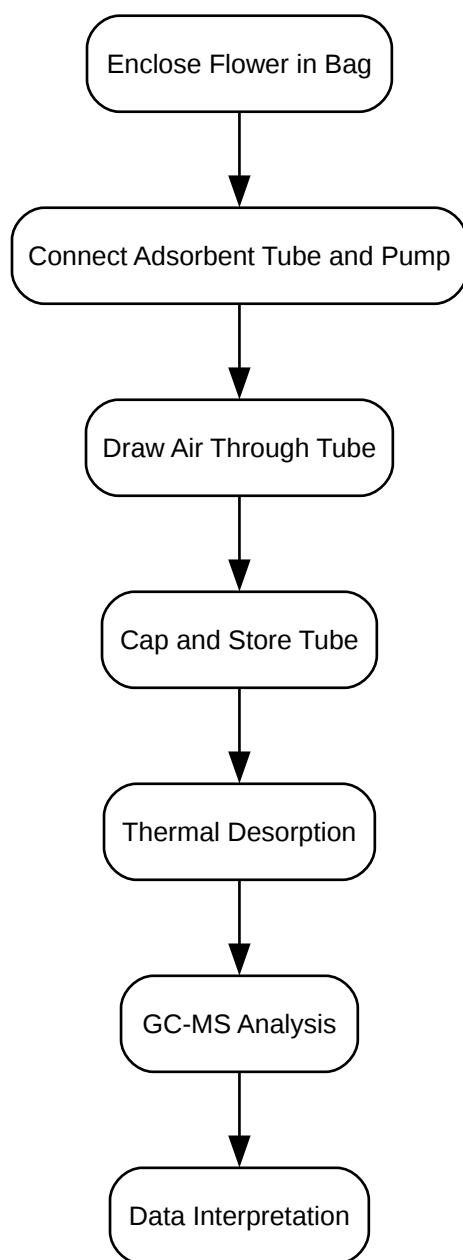 Enclose Flower in Bag
Connect Adsorbent Tube and Pump
Draw Air Through Tube
Cap and Store Tube
Thermal Desorption
GC-MS Analysis
Data Interpretation